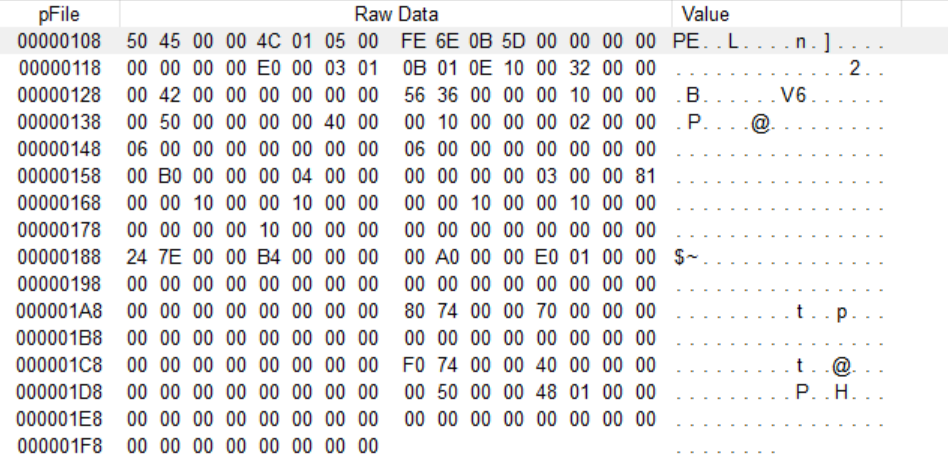 pFile Raw Data Value
00000108 50 45 00 00 4C 01 05 00 FE 6E 0B 5D 00 00 00 00 PE..L....n.]....
00000118 00 00 00 00 E0 00 03 01 0B 01 0E 10 00 32 00 00 .............2..
00000128 00 42 00 00 00 00 00 00 56 36 00 00 00 10 00 00 .B......V6......
00000138 00 50 00 00 00 00 40 00 00 10 00 00 00 02 00 00 .P....@.........
00000148 06 00 00 00 00 00 00 00 06 00 00 00 00 00 00 00 ................
00000158 00 B0 00 00 00 04 00 00 00 00 00 00 03 00 00 81 ................
00000168 00 00 10 00 00 10 00 00 00 00 10 00 00 10 00 00 ................
00000178 00 00 00 00 10 00 00 00 00 00 00 00 00 00 00 00 ................
00000188 24 7E 00 00 B4 00 00 00 00 A0 00 00 E0 01 00 00 $~..............
00000198 00 00 00 00 00 00 00 00 00 00 00 00 00 00 00 00 ................
000001A8 00 00 00 00 00 00 00 00 80 74 00 00 70 00 00 00 .........t..p...
000001B8 00 00 00 00 00 00 00 00 00 00 00 00 00 00 00 00 ................
000001C8 00 00 00 00 00 00 00 00 F0 74 00 00 40 00 00 00 .........t..@...
000001D8 00 00 00 00 00 00 00 00 00 50 00 00 48 01 00 00 .........P..H...
000001E8 00 00 00 00 00 00 00 00 00 00 00 00 00 00 00 00 ................
000001F8 00 00 00 00 00 00 00 00 ........